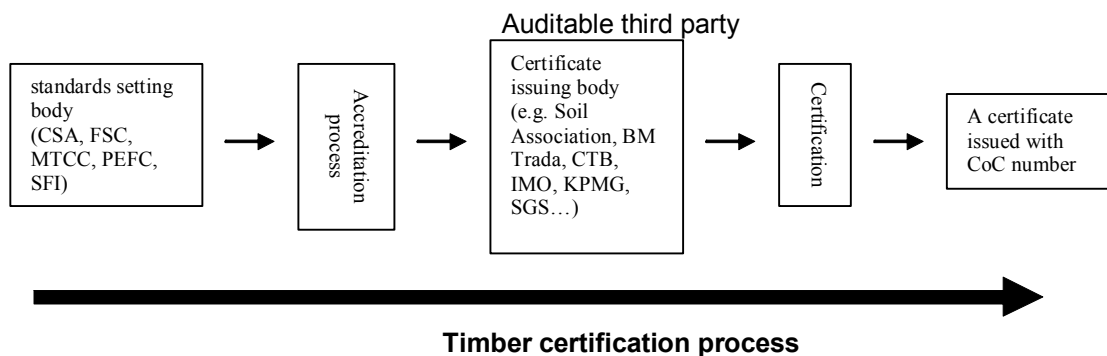 Auditable third party
standards setting
body
(CSA, FSC,
MTCC, PEFC,
SFI)
Accreditation
process
Certificate
issuing body
(e.g. Soil
Association, BM
Trada, CTB,
IMO, KPMG,
SGS…)
Certification
A certificate
issued with
CoC number
Timber certification process